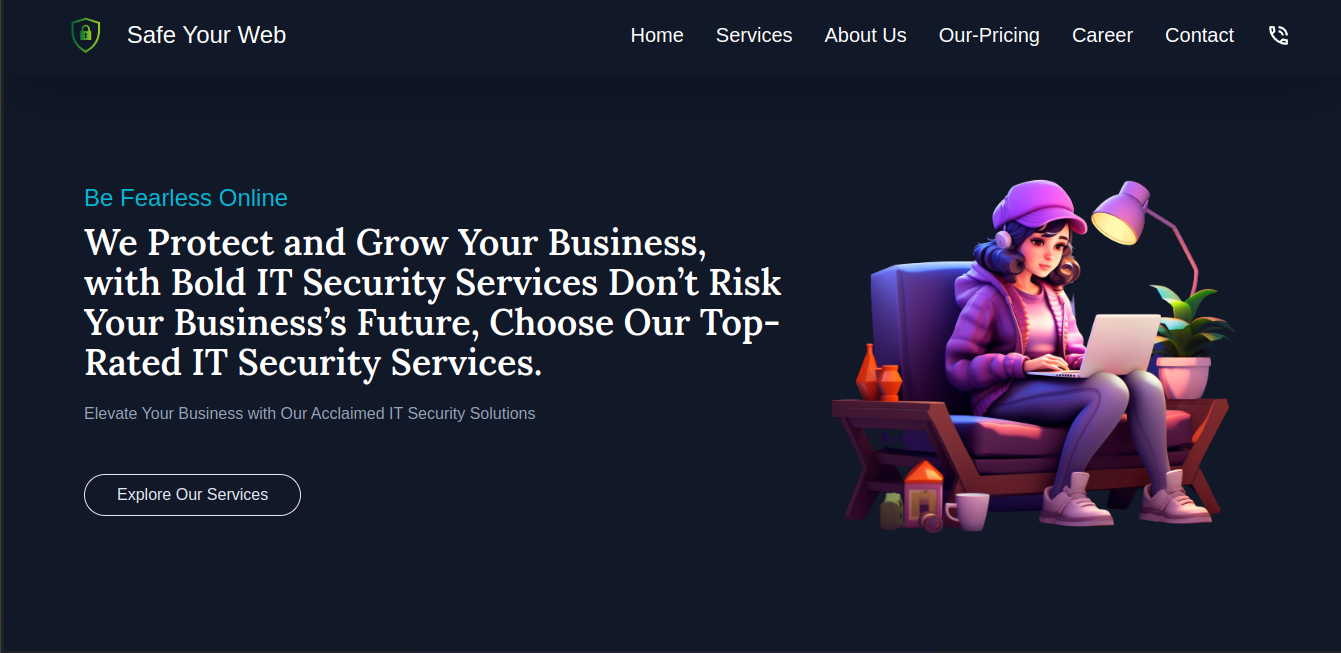 Safe Your Web
Home Services About Us Our-Pricing Career Contact
Be Fearless Online
We Protect and Grow Your Business,
with Bold IT Security Services Don’t Risk
Your Business’s Future, Choose Our Top-
Rated IT Security Services.
Elevate Your Business with Our Acclaimed IT Security Solutions
Explore Our Services